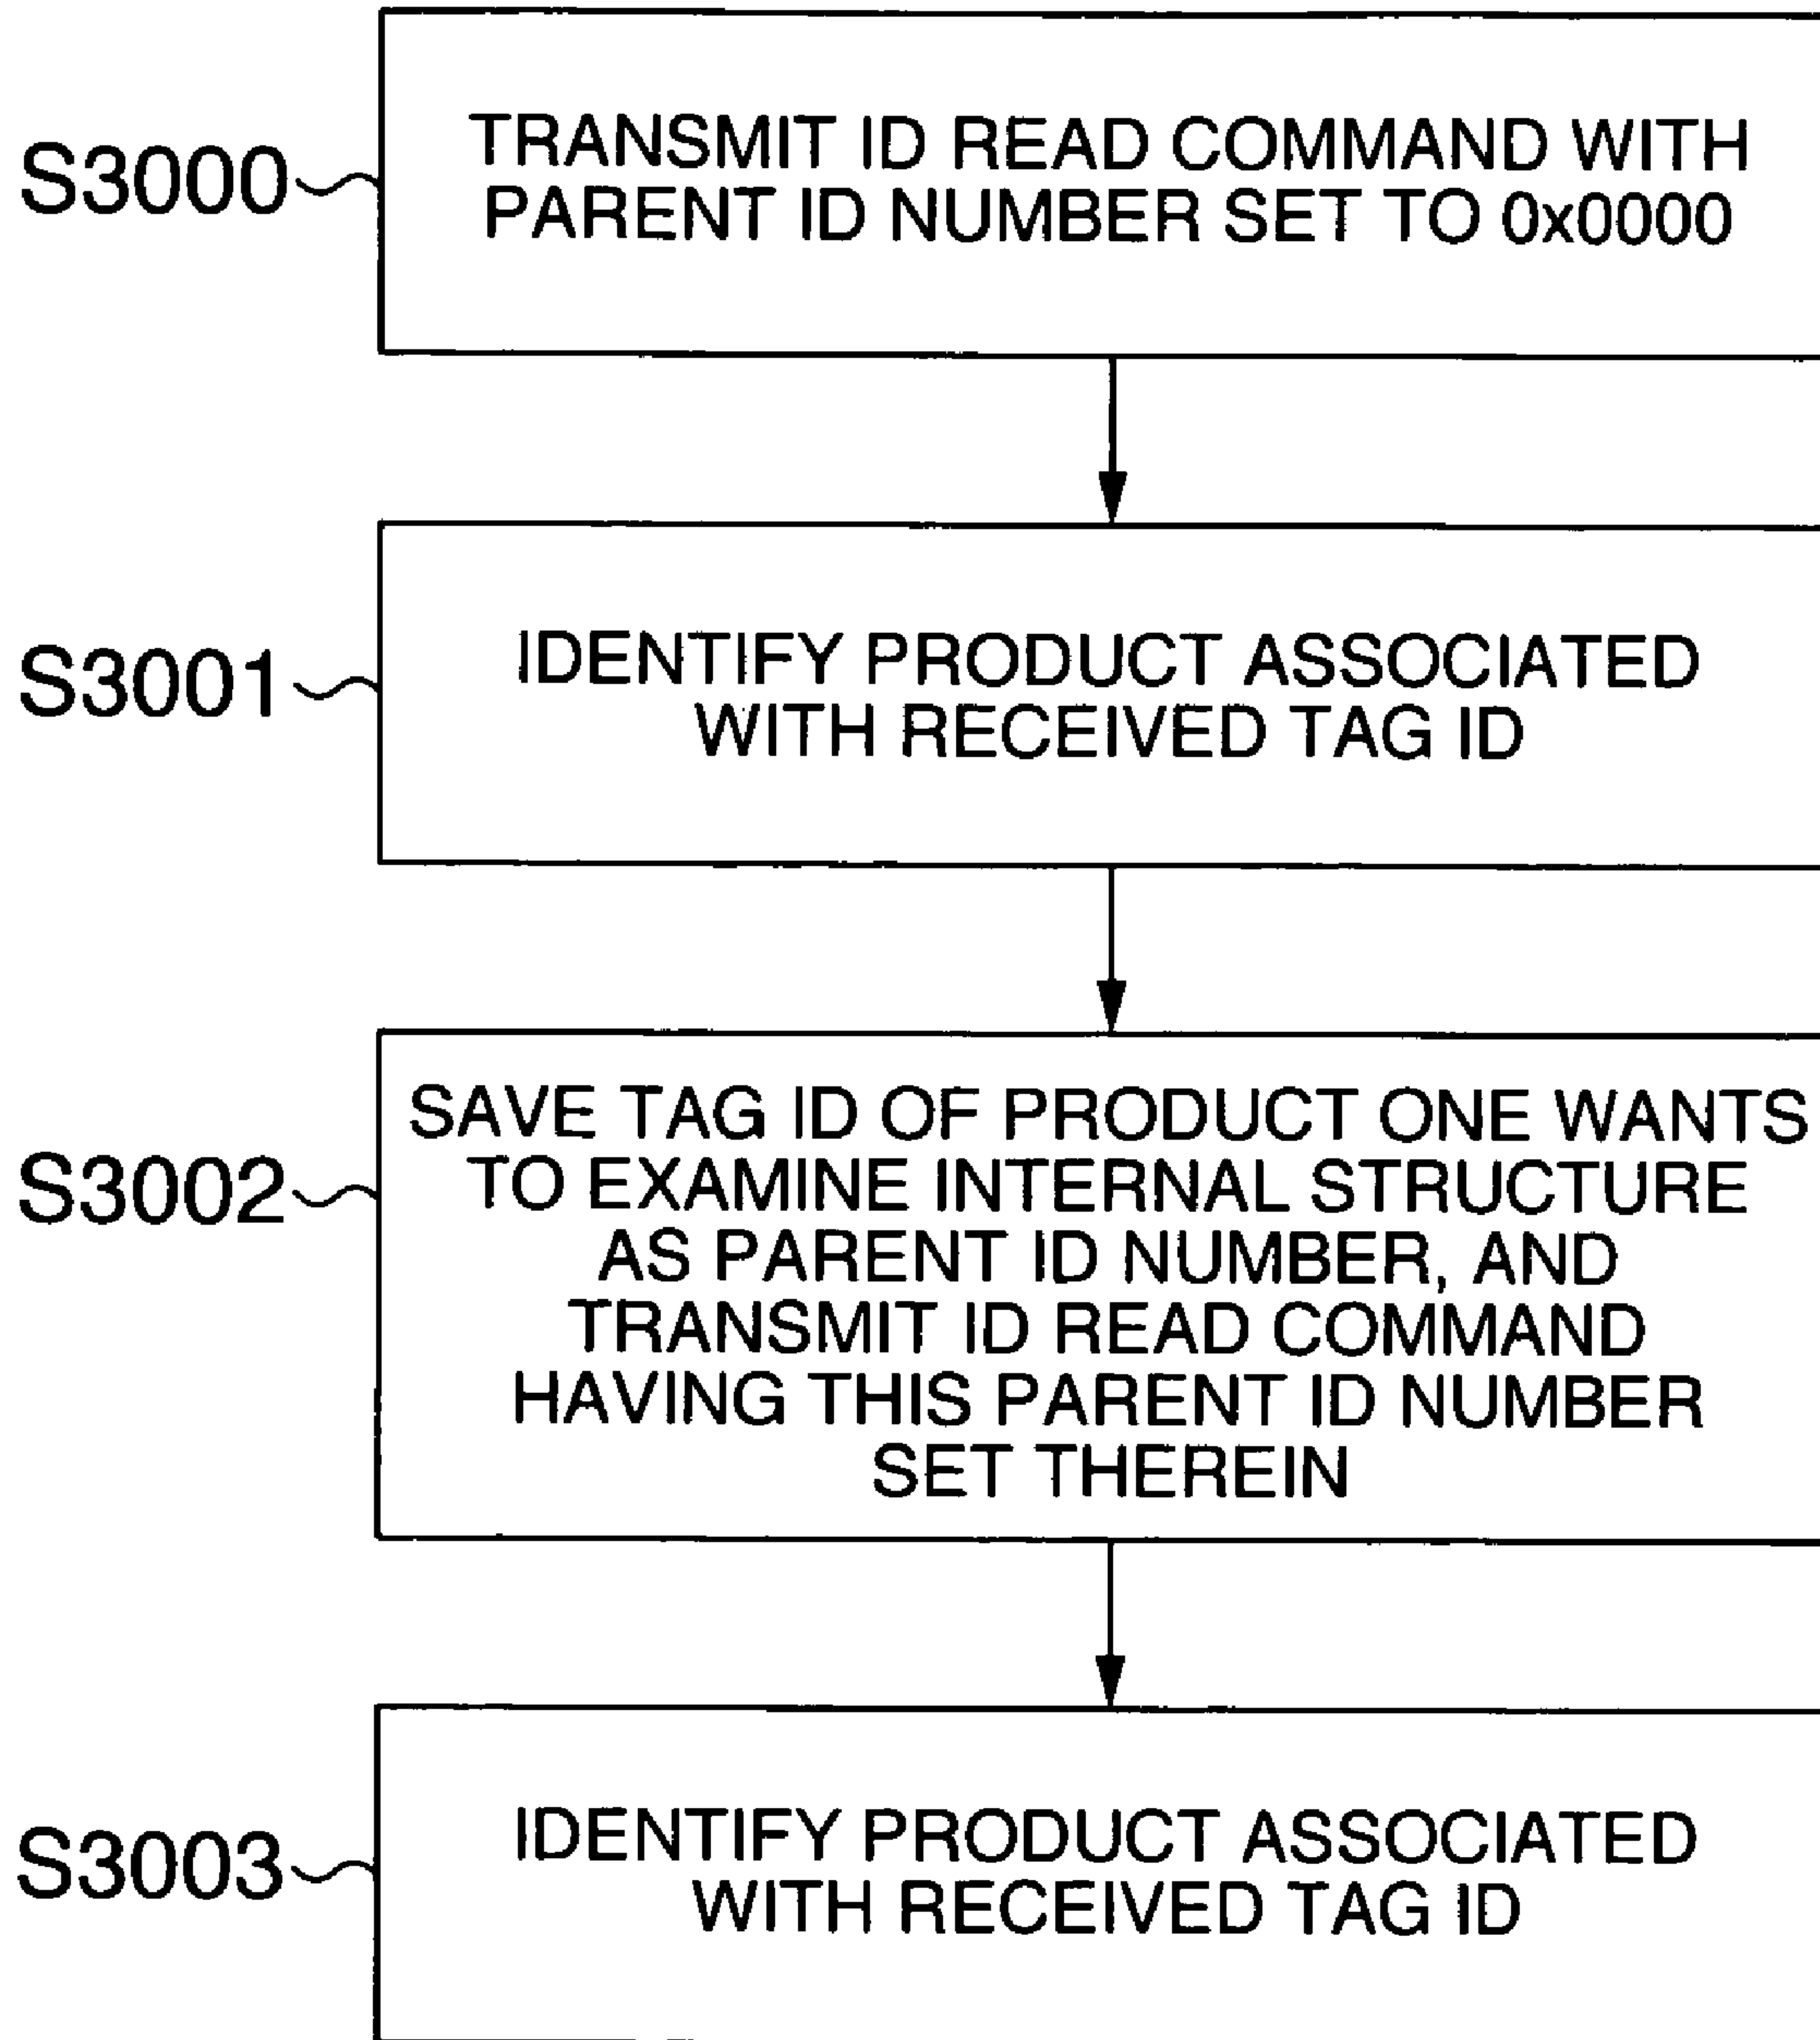 S3000
TRANSMIT ID READ COMMAND WITH
PARENT ID NUMBER SET TO 0x0000
S3001
IDENTIFY PRODUCT ASSOCIATED
WITH RECEIVED TAG ID
S3002
SAVE TAG ID OF PRODUCT ONE WANTS
TO EXAMINE INTERNAL STRUCTURE
AS PARENT ID NUMBER, AND
TRANSMIT ID READ COMMAND
HAVING THIS PARENT ID NUMBER
SET THEREIN
S3003
IDENTIFY PRODUCT ASSOCIATED
WITH RECEIVED TAG ID